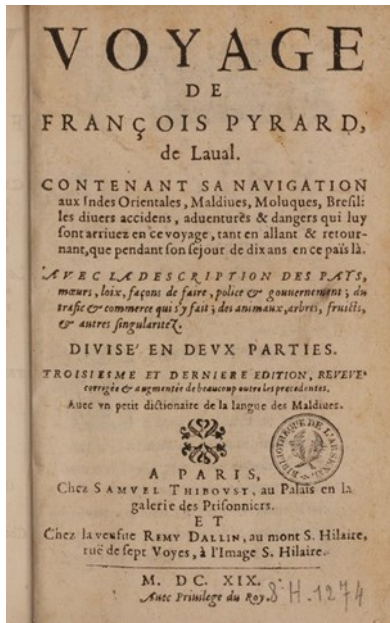 VOYAGE
DE
FRANÇOIS PYRARD,
de Laual.
CONTENANT SA NAVIGATION
aux Indes Orientales, Maldiues, Moluques, Bresil:
les diuers accidens, aduentures & dangers qui luy
sont arriuez en ce voyage, tant en allant & retour-
nant, que pendant son sejour de dix ans en ce païs là.
AVEC LA DESCRIPTION DES PAYS,
mœurs, loix, façons de faire, police & gouuernement; du
trafic & commerce qui s'y fait; des animaux, arbres, fruicts,
& autres singularitez.
DIVISE' EN DEVX PARTIES.
TROISIESME ET DERNIERE EDITION, REVEVE
corrigée & augmentée de beaucoup outre les precedentes.
Auec vn petit dictionaire de la langue des Maldiues.
BIBLIOTHEQUE DE L'ARSENAL
A PARIS,
Chez SAMVEL THIBOVST, au Palais en la
galerie des Prisonniers.
ET
Chez la veufue REMY DALLIN, au mont S. Hilaire,
ruë de sept Voyes, à l'Image S. Hilaire.
M. DC. XIX.
Auec Priuilege du Roy.
8° H. 1274